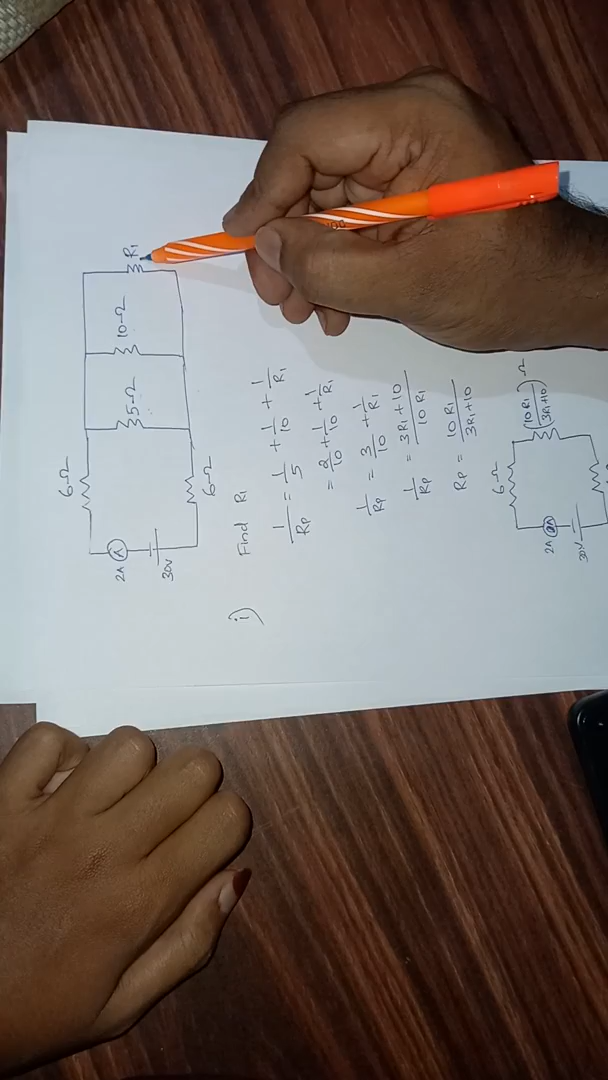 6Ω
5Ω
10Ω
R₁
2A
A
30V
6Ω
i) Find R₁
1/Rp = 1/5 + 1/10 + 1/R₁
= 2/10 + 1/10 + 1/R₁
1/Rp = 3/10 + 1/R₁
1/Rp = 3R₁+10/10R₁
Rp = 10R₁/3R₁+10
6Ω
(10R₁/3R₁+10) Ω
2A
30V